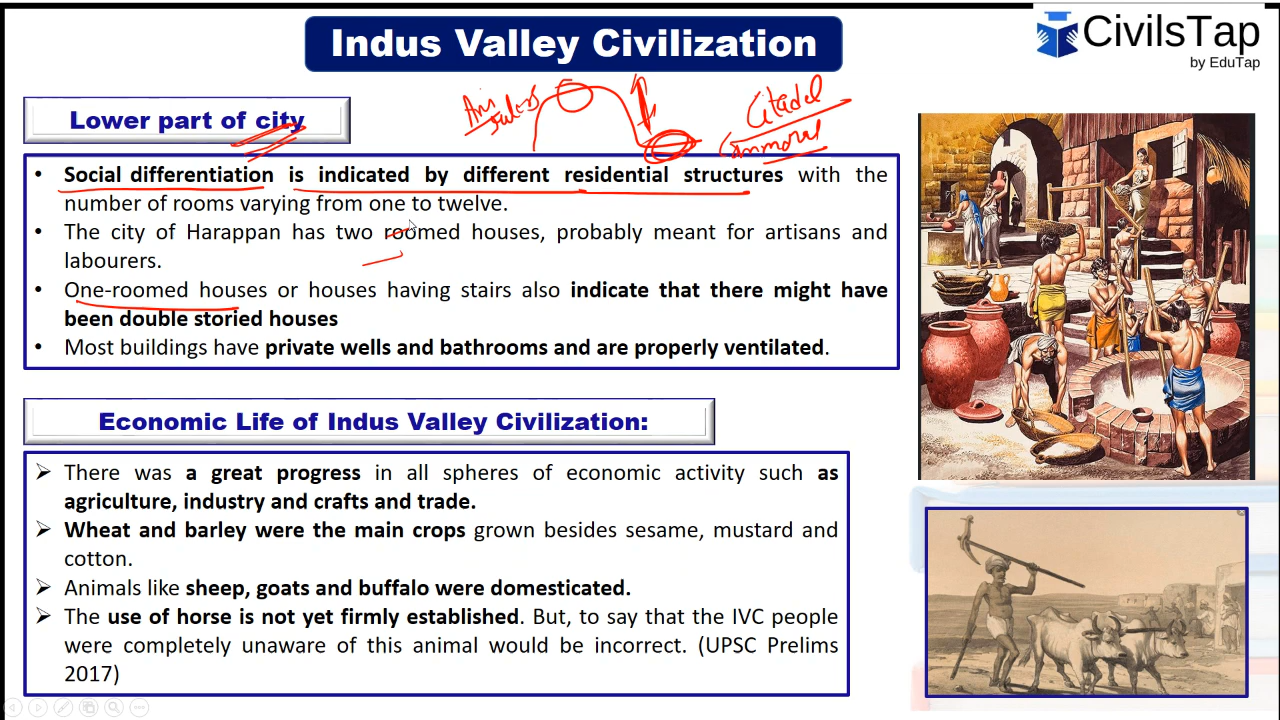 Indus Valley Civilization
CivilsTap
by EduTap
Lower part of city
rulers
Citadel
• Social differentiation is indicated by different residential structures with the
number of rooms varying from one to twelve.
• The city of Harappan has two roomed houses, probably meant for artisans and
labourers.
• One-roomed houses or houses having stairs also indicate that there might have
been double storied houses
• Most buildings have private wells and bathrooms and are properly ventilated.
Economic Life of Indus Valley Civilization:
➢ There was a great progress in all spheres of economic activity such as
agriculture, industry and crafts and trade.
➢ Wheat and barley were the main crops grown besides sesame, mustard and
cotton.
➢ Animals like sheep, goats and buffalo were domesticated.
➢ The use of horse is not yet firmly established. But, to say that the IVC people
were completely unaware of this animal would be incorrect. (UPSC Prelims
2017)